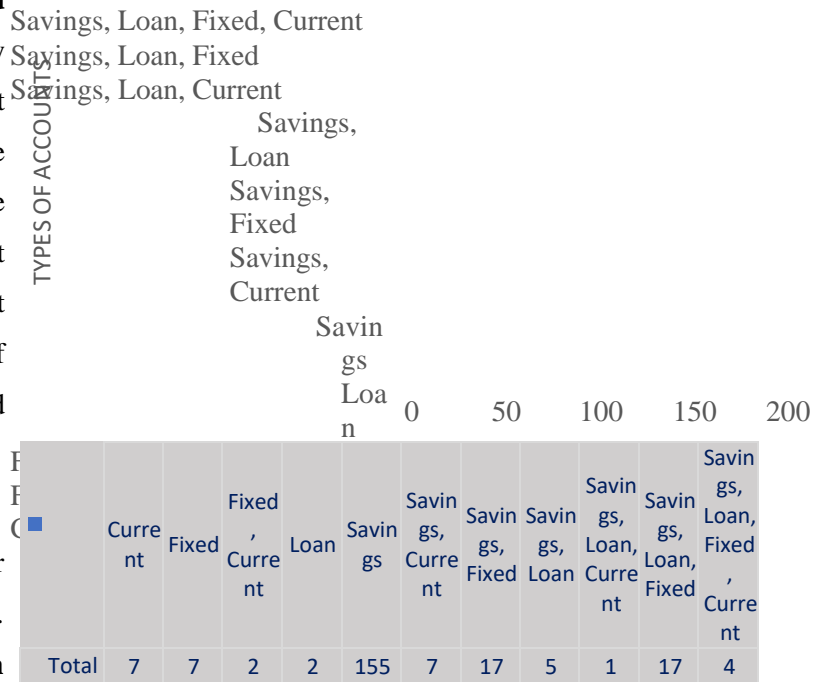 Savings, Loan, Fixed, Current
Savings, Loan, Fixed
Savings, Loan, Current
Savings,
Loan
Savings,
Fixed
Savings,
Current
Savin
gs
Loa
n
TYPES OF ACCOUNTS
0 50 100 150 200
Curre
nt
Fixed
Fixed
,
Curre
nt
Loan
Savin
gs
Savin
gs,
Curre
nt
Savin
gs,
Fixed
Savin
gs,
Loan
Savin
gs,
Loan,
Curre
nt
Savin
gs,
Loan,
Fixed
Savin
gs,
Loan,
Fixed
,
Curre
nt
Total 7 7 2 2 155 7 17 5 1 17 4